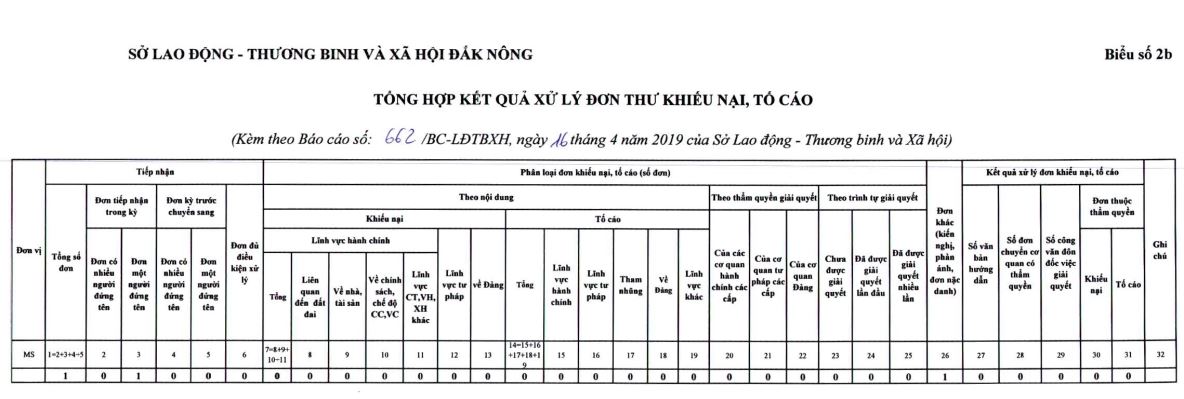 SỞ LAO ĐỘNG - THƯƠNG BINH VÀ XÃ HỘI ĐẮK NÔNG
Biểu số 2b
TỔNG HỢP KẾT QUẢ XỬ LÝ ĐƠN THƯ KHIẾU NẠI, TỐ CÁO
(Kèm theo Báo cáo số: 662 /BC-LĐTBXH, ngày 16 tháng 4 năm 2019 của Sở Lao động - Thương binh và Xã hội)
Đơn vị
Tiếp nhận
Tổng số đơn
Đơn tiếp nhận trong kỳ
Đơn có nhiều người đứng tên
Đơn một người đứng tên
Đơn kỳ trước chuyển sang
Đơn có nhiều người đứng tên
Đơn một người đứng tên
Đơn đủ điều kiện xử lý
Phân loại đơn khiếu nại, tố cáo (số đơn)
Theo nội dung
Khiếu nại
Lĩnh vực hành chính
Tổng
Liên quan đến đất đai
Về nhà, tài sản
Về chính sách, chế độ CC,VC
Lĩnh vực CT,VH, XH khác
Lĩnh vực tư pháp
về Đảng
Tố cáo
Tổng
Lĩnh vực hành chính
Lĩnh vực tư pháp
Tham nhũng
Về Đảng
Lĩnh vực khác
Theo thẩm quyền giải quyết
Của các cơ quan hành chính các cấp
Của cơ quan tư pháp các cấp
Của cơ quan Đảng
Theo trình tự giải quyết
Chưa được giải quyết
Đã được giải quyết lần đầu
Đã được giải quyết nhiều lần
Đơn khác (kiến nghị, phản ánh, đơn nặc danh)
Kết quả xử lý đơn khiếu nại, tố cáo
Số văn bản hướng dẫn
Số đơn chuyển cơ quan có thẩm quyền
Số công văn đôn đốc việc giải quyết
Đơn thuộc thẩm quyền
Khiếu nại
Tố cáo
Ghi chú
MS 1=2+3+4+5 2 3 4 5 6 7=8+9+10+11 8 9 10 11 12 13 14=15+16+17+18+19 15 16 17 18 19 20 21 22 23 24 25 26 27 28 29 30 31 32
1 0 1 0 0 0 0 0 0 0 0 0 0 0 0 0 0 0 0 0 0 0 0 0 0 1 0 0 0 0 0